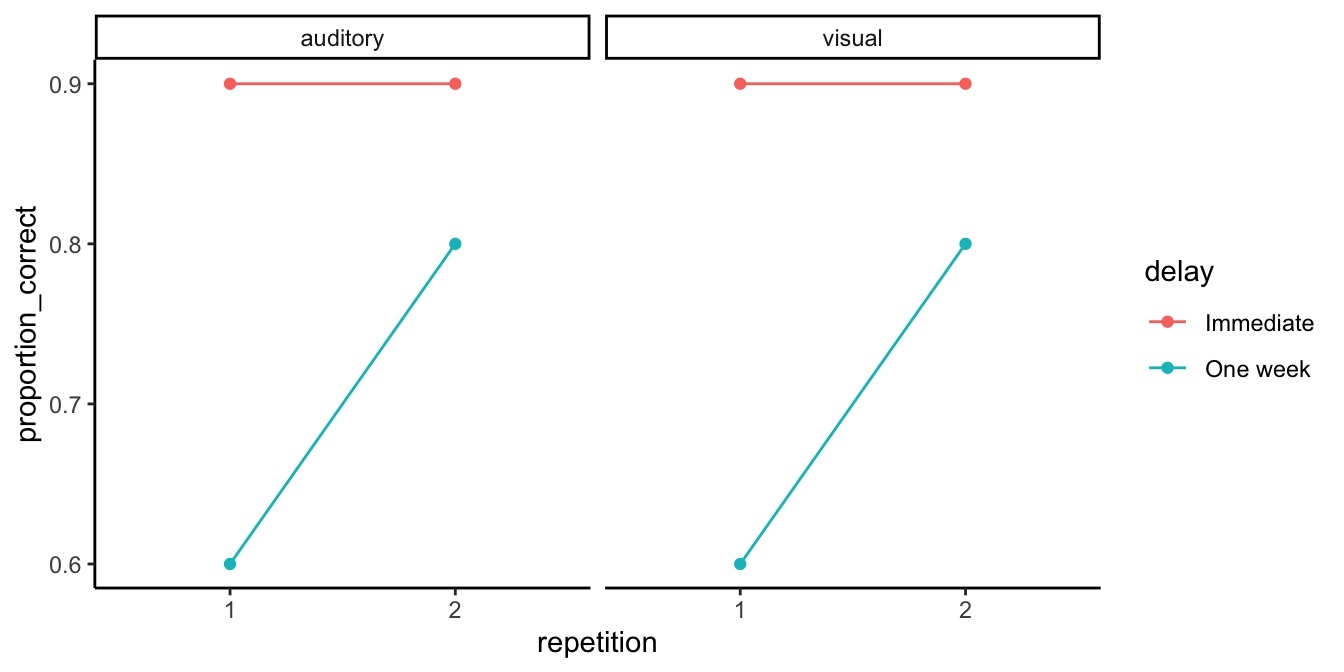 auditory
visual
proportion_correct
0.9
0.8
0.7
0.6
1
2
1
2
repetition
delay
Immediate
One week